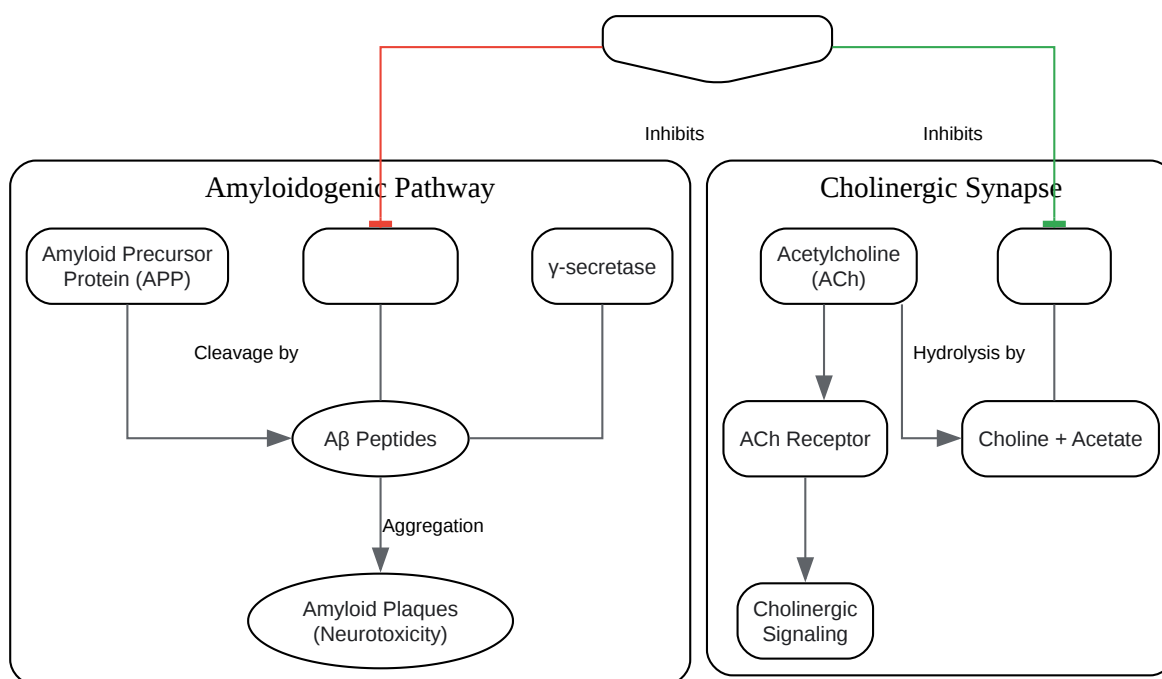 Inhibits
Inhibits
Amyloidogenic Pathway
Cholinergic Synapse
Amyloid Precursor
Protein (APP)
γ-secretase
Acetylcholine
(ACh)
Cleavage by
Hydrolysis by
Aβ Peptides
ACh Receptor
Choline + Acetate
Aggregation
Amyloid Plaques
(Neurotoxicity)
Cholinergic
Signaling